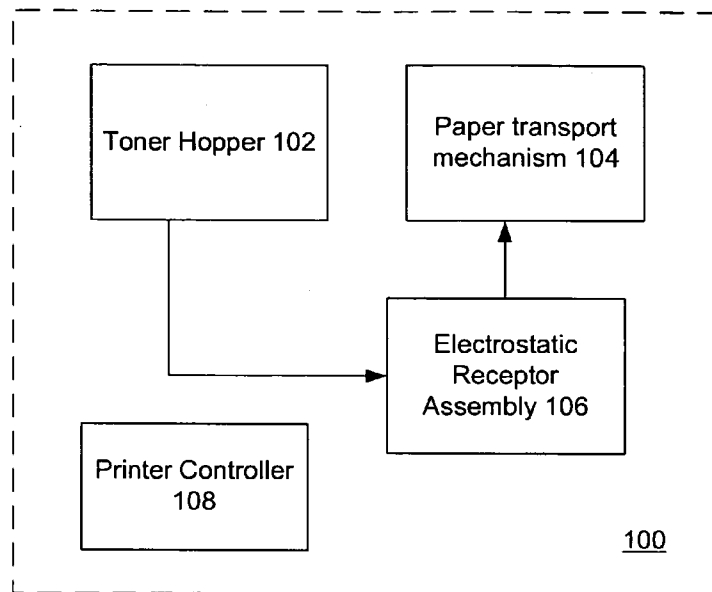 Toner Hopper 102
Paper transport
mechanism 104
Electrostatic
Receptor
Assembly 106
Printer Controller
108
100